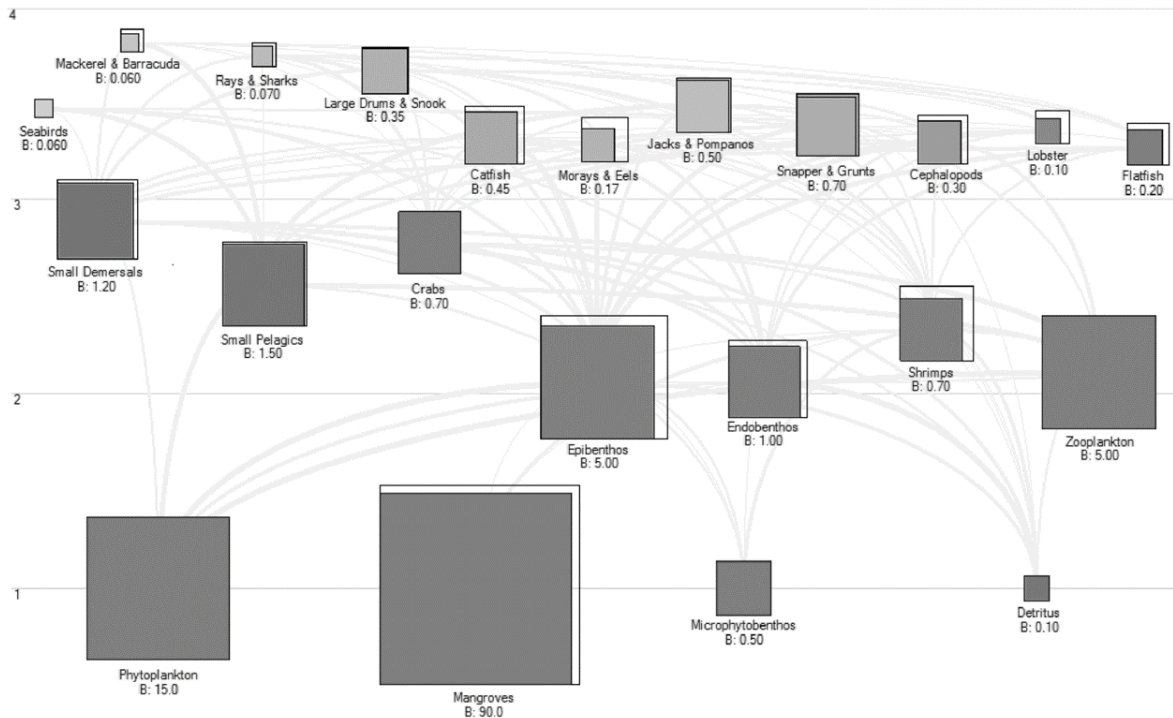 4
Mackerel & Barracuda
B: 0.060
Rays & Sharks
B: 0.070
Large Drums & Snook
B: 0.35
Seabirds
B: 0.060
Catfish
B: 0.45
Morays & Eels
B: 0.17
Jacks & Pompanos
B: 0.50
Snapper & Grunts
B: 0.70
Cephalopods
B: 0.30
Lobster
B: 0.10
Flatfish
B: 0.20
3
Small Demersals
B: 1.20
Small Pelagics
B: 1.50
Crabs
B: 0.70
Shrimps
B: 0.70
2
Epibenthos
B: 5.00
Endobenthos
B: 1.00
Zooplankton
B: 5.00
1
Phytoplankton
B: 15.0
Mangroves
B: 90.0
Microphytobenthos
B: 0.50
Detritus
B: 0.10